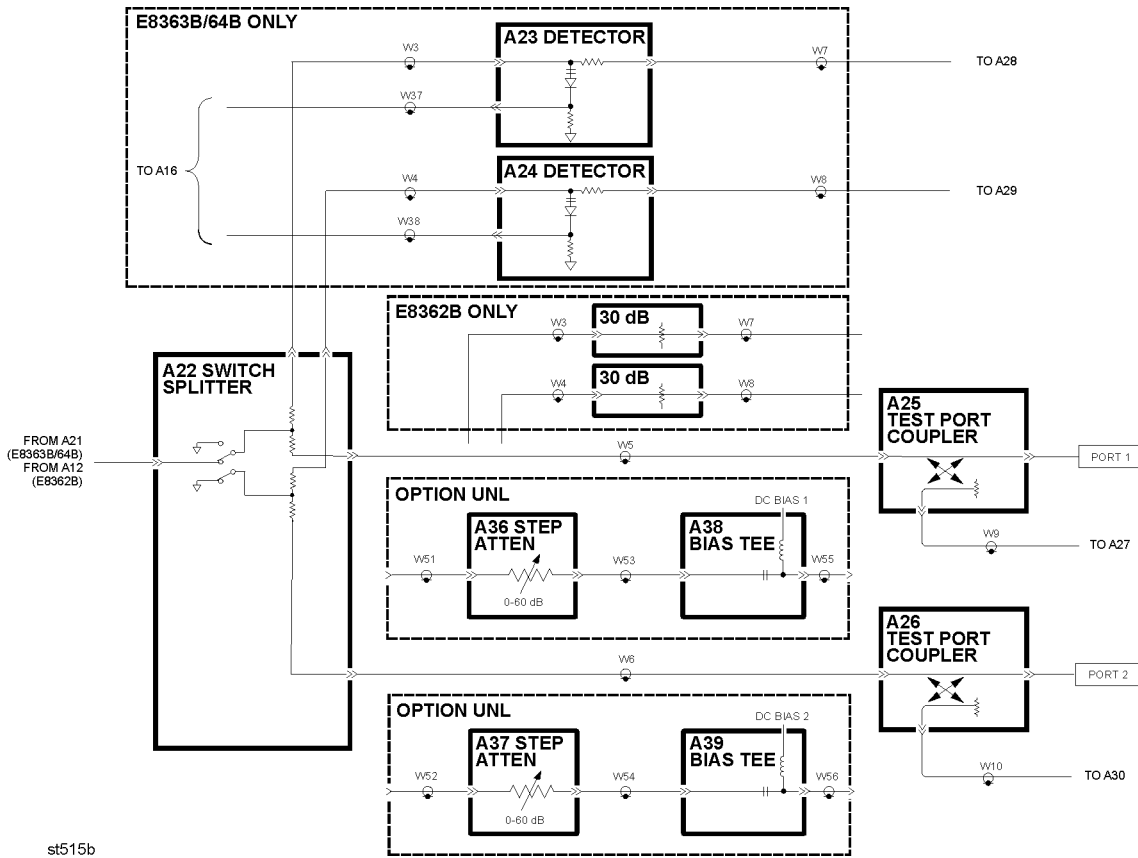 E8363B/64B ONLY
A23 DETECTOR
W3
W7
TO A28
W37
TO A16
A24 DETECTOR
W4
W8
TO A29
W38
E8362B ONLY
30 dB
W3
W7
30 dB
W4
W8
A22 SWITCH
SPLITTER
FROM A21
(E8363B/64B)
FROM A12
(E8362B)
A25
TEST PORT
COUPLER
W5
PORT 1
W9
TO A27
OPTION UNL
A36 STEP
ATTEN
0-60 dB
DC BIAS 1
A38
BIAS TEE
W51
W53
W55
A26
TEST PORT
COUPLER
W6
PORT 2
W10
TO A30
OPTION UNL
A37 STEP
ATTEN
0-60 dB
DC BIAS 2
A39
BIAS TEE
W52
W54
W56
st515b